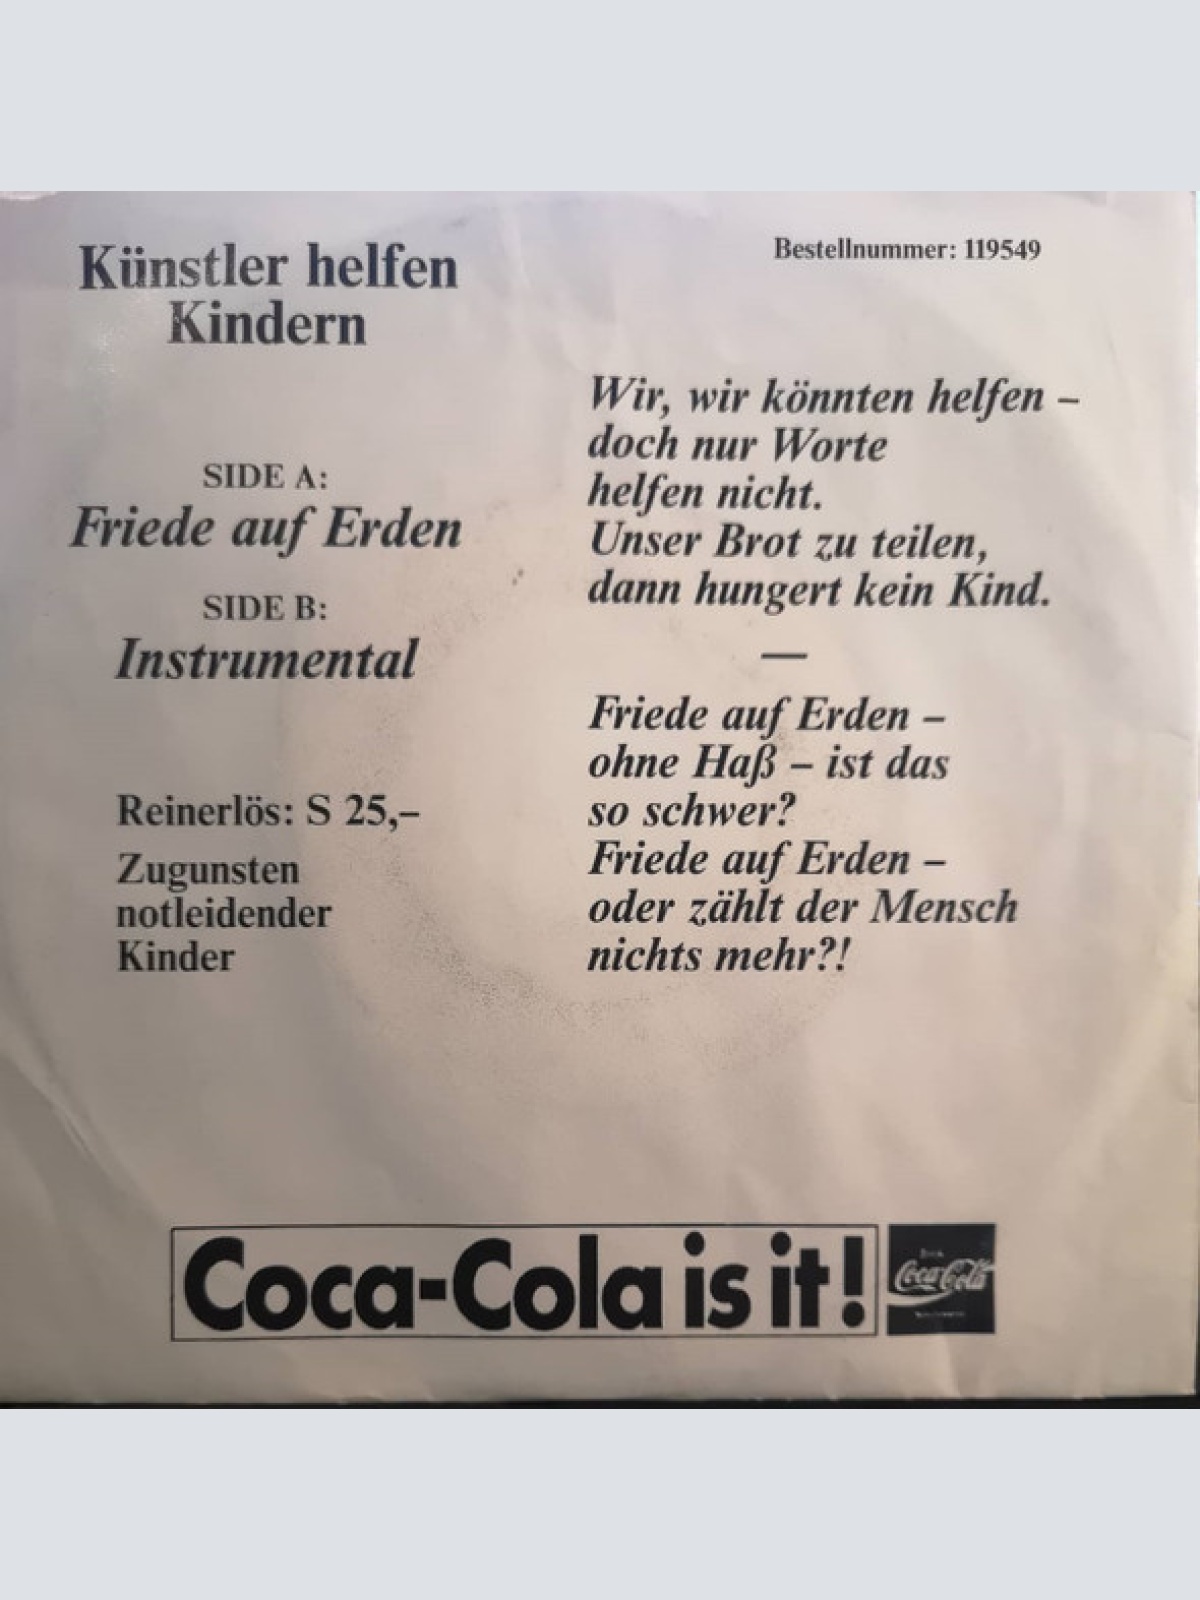 Künstler helfen
Kindern
SIDE A:
Friede auf Erden
SIDE B:
Instrumental
Reinerlös: S 25,–
Zugunsten
notleidender
Kinder
Bestellnummer: 119549
Wir, wir könnten helfen –
doch nur Worte
helfen nicht.
Unser Brot zu teilen,
dann hungert kein Kind.
—
Friede auf Erden –
ohne Haß – ist das
so schwer?
Friede auf Erden –
oder zählt der Mensch
nichts mehr?!
Coca-Cola is it!
Coca-Cola